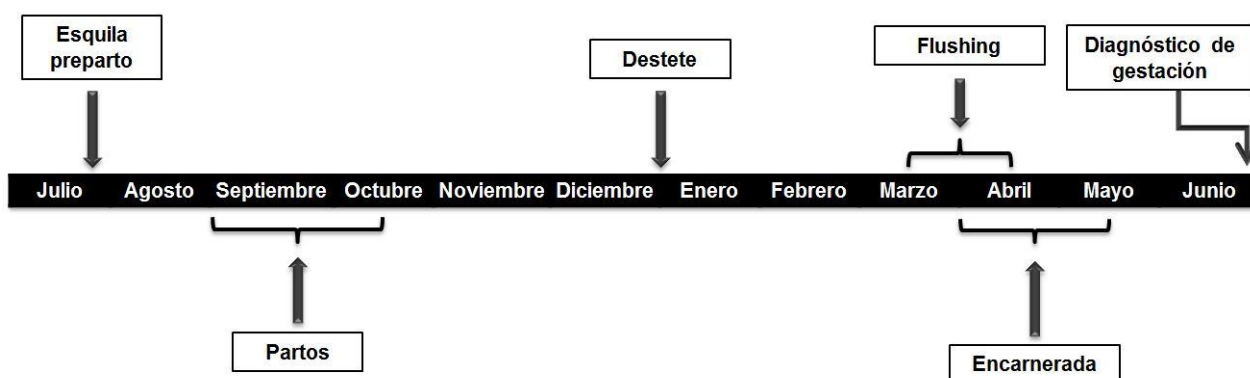 Esquila
preparto
Destete
Flushing
Diagnóstico de
gestación
Julio Agosto Septiembre Octubre Noviembre Diciembre Enero Febrero Marzo Abril Mayo Junio
Partos
Encarnerada